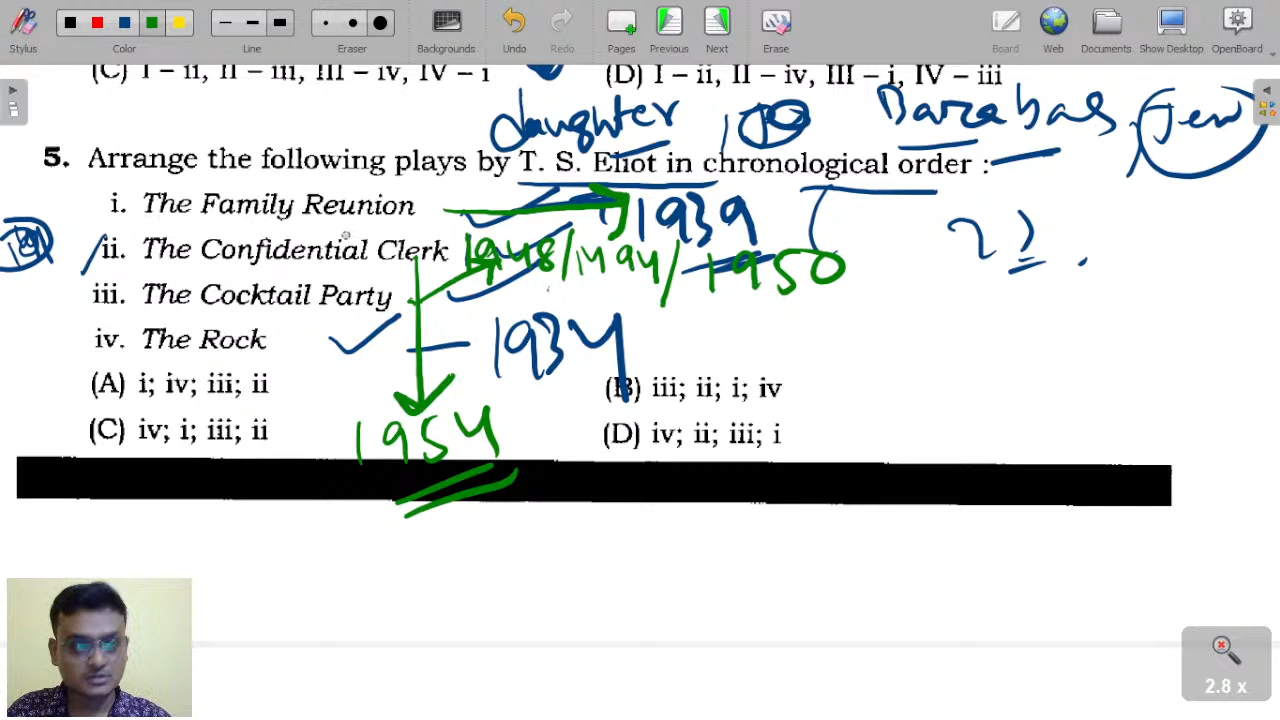 Stylus Color Line Eraser Backgrounds Undo Redo Pages Previous Next Erase Board Web Documents Show Desktop OpenBoard
(C) I – ii, II – iii, III – iv, IV – i (D) I – ii, II – iv, III – i, IV – iii
daughter Barabas, Jew
5. Arrange the following plays by T. S. Eliot in chronological order :
i. The Family Reunion 1939
ii. The Confidential Clerk 1948/1949/1950 ??.
iii. The Cocktail Party
iv. The Rock 1934
(A) i; iv; iii; ii (B) iii; ii; i; iv
(C) iv; i; iii; ii (D) iv; ii; iii; i
1954
2.8 x